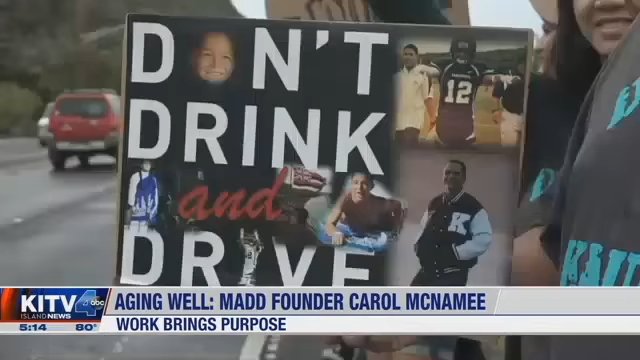 D N'T
DRINK
and
DR VE
12
K
KAIL
KITV 4 abc
ISLAND NEWS
5:14 80°
AGING WELL: MADD FOUNDER CAROL MCNAMEE
WORK BRINGS PURPOSE